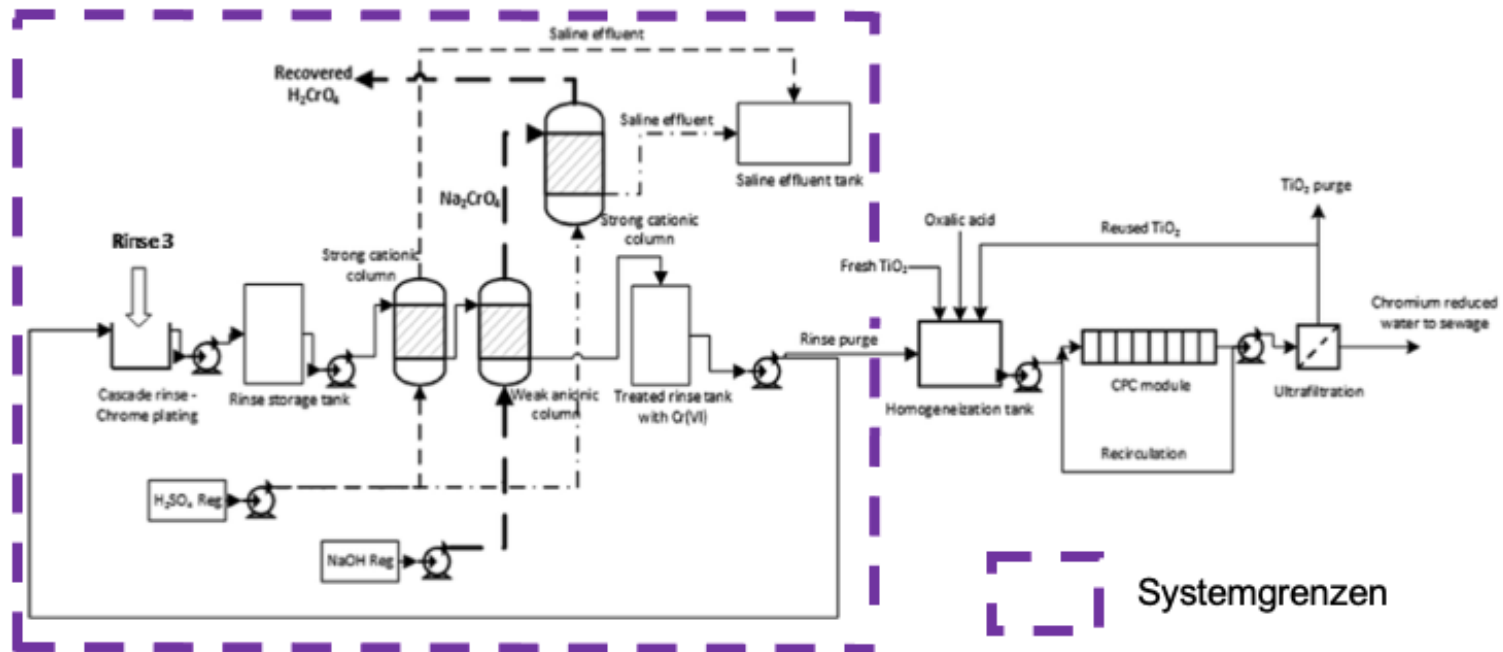 Saline effluent
Recovered
H₂CrO₄
Saline effluent
Saline effluent tank
Na₂CrO₄
Strong cationic
column
Rinse 3
Strong cationic
column
Cascade rinse -
Chrome plating
Rinse storage tank
Weak anionic
column
Treated rinse tank
with Cr(VI)
Rinse purge
H₂SO₄ Reg
NaOH Reg
TiO₂ purge
Oxalic acid
Reused TiO₂
Fresh TiO₂
Chromium reduced
water to sewage
Homogeneization tank
CPC module
Ultrafiltration
Recirculation
Systemgrenzen